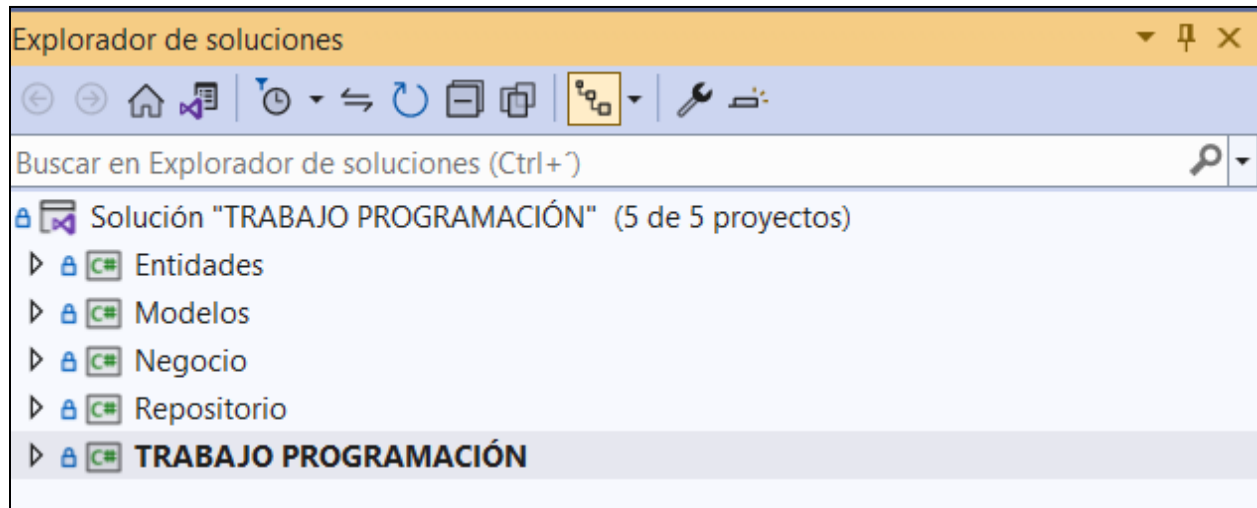 Explorador de soluciones
Buscar en Explorador de soluciones (Ctrl+´)
Solución "TRABAJO PROGRAMACIÓN" (5 de 5 proyectos)
C# Entidades
C# Modelos
C# Negocio
C# Repositorio
C# TRABAJO PROGRAMACIÓN